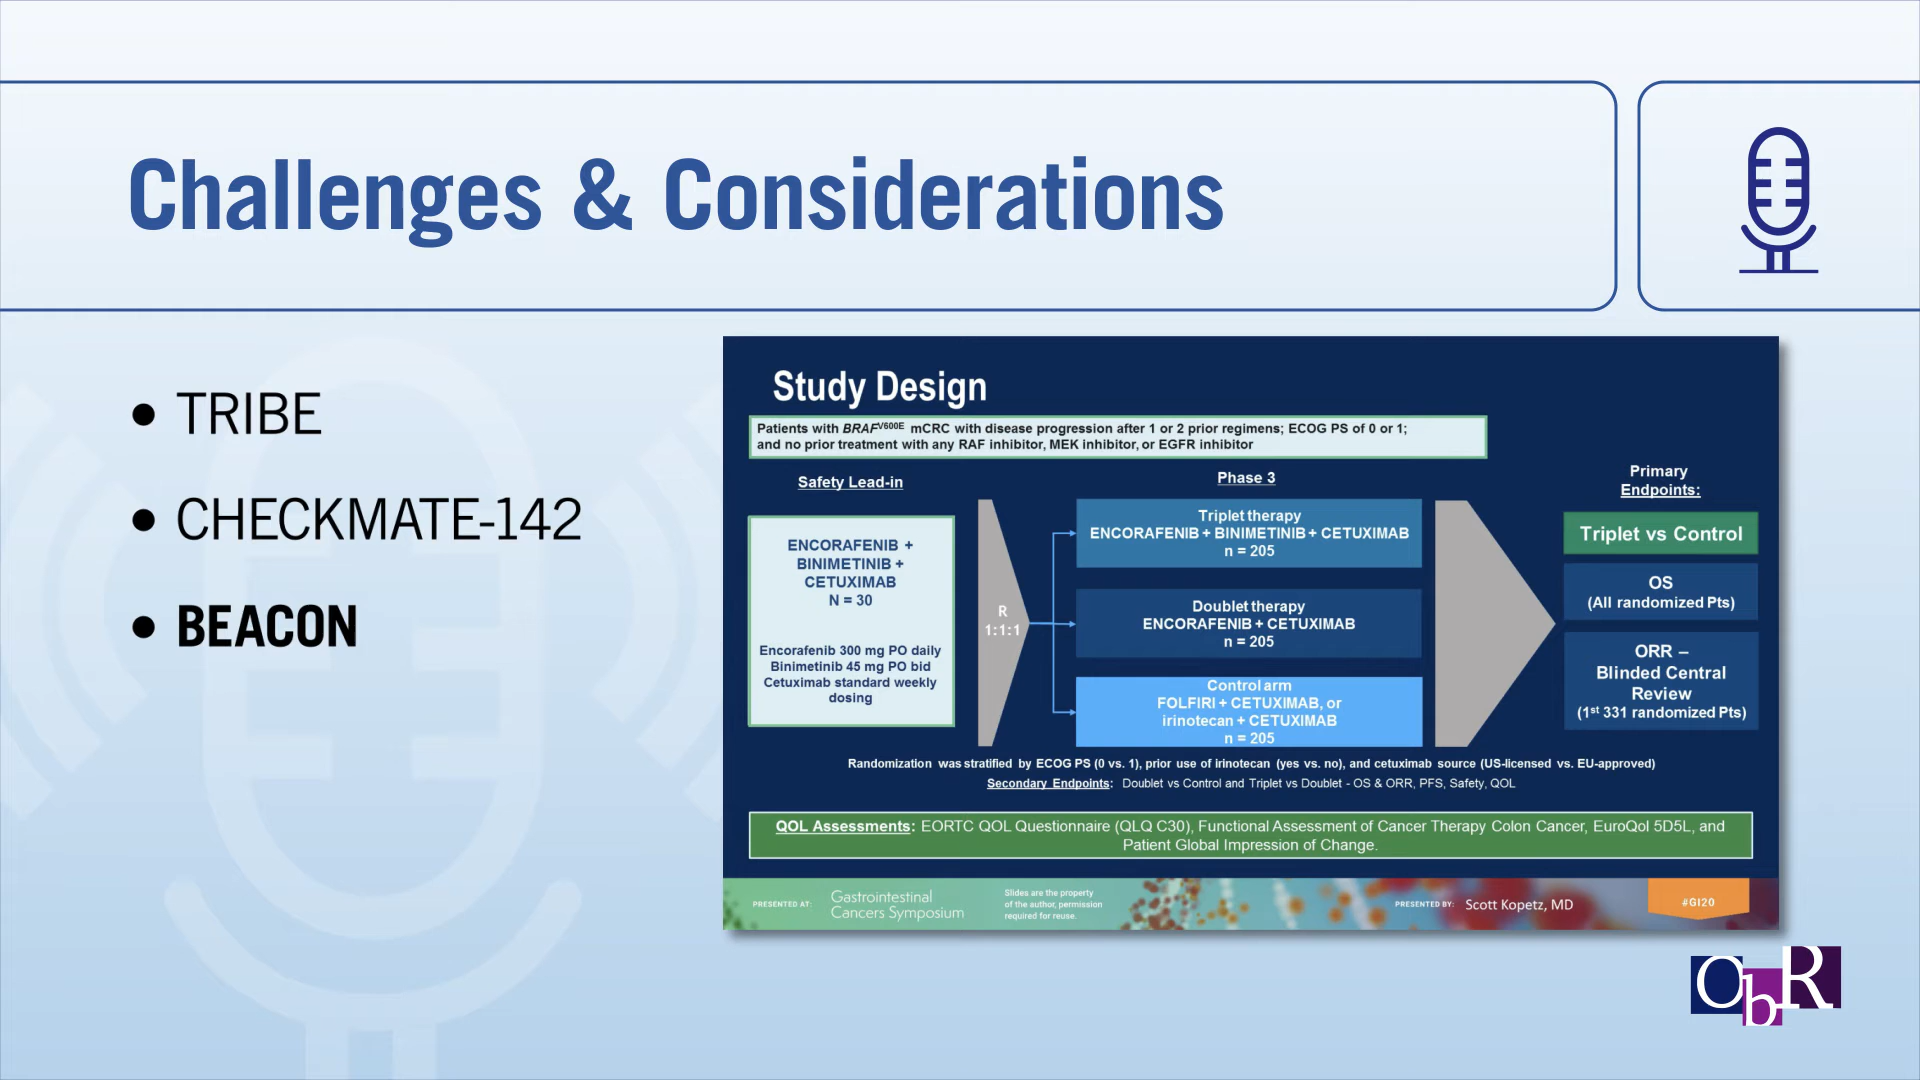 Challenges & Considerations
• TRIBE
• CHECKMATE-142
• BEACON
Study Design
Patients with BRAFV600E mCRC with disease progression after 1 or 2 prior regimens; ECOG PS of 0 or 1;
and no prior treatment with any RAF inhibitor, MEK inhibitor, or EGFR inhibitor
Safety Lead-in
ENCORAFENIB +
BINIMETINIB +
CETUXIMAB
N = 30
Encorafenib 300 mg PO daily
Binimetinib 45 mg PO bid
Cetuximab standard weekly
dosing
R
1:1:1
Phase 3
Triplet therapy
ENCORAFENIB + BINIMETINIB + CETUXIMAB
n = 205
Doublet therapy
ENCORAFENIB + CETUXIMAB
n = 205
Control arm
FOLFIRI + CETUXIMAB, or
irinotecan + CETUXIMAB
n = 205
Primary
Endpoints:
Triplet vs Control
OS
(All randomized Pts)
ORR –
Blinded Central
Review
(1st 331 randomized Pts)
Randomization was stratified by ECOG PS (0 vs. 1), prior use of irinotecan (yes vs. no), and cetuximab source (US-licensed vs. EU-approved)
Secondary Endpoints: Doublet vs Control and Triplet vs Doublet - OS & ORR, PFS, Safety, QOL
QOL Assessments: EORTC QOL Questionnaire (QLQ C30), Functional Assessment of Cancer Therapy Colon Cancer, EuroQol 5D5L, and
Patient Global Impression of Change.
PRESENTED AT:
Gastrointestinal
Cancers Symposium
Slides are the property
of the author, permission
required for reuse.
PRESENTED BY: Scott Kopetz, MD
#GI20
ObR